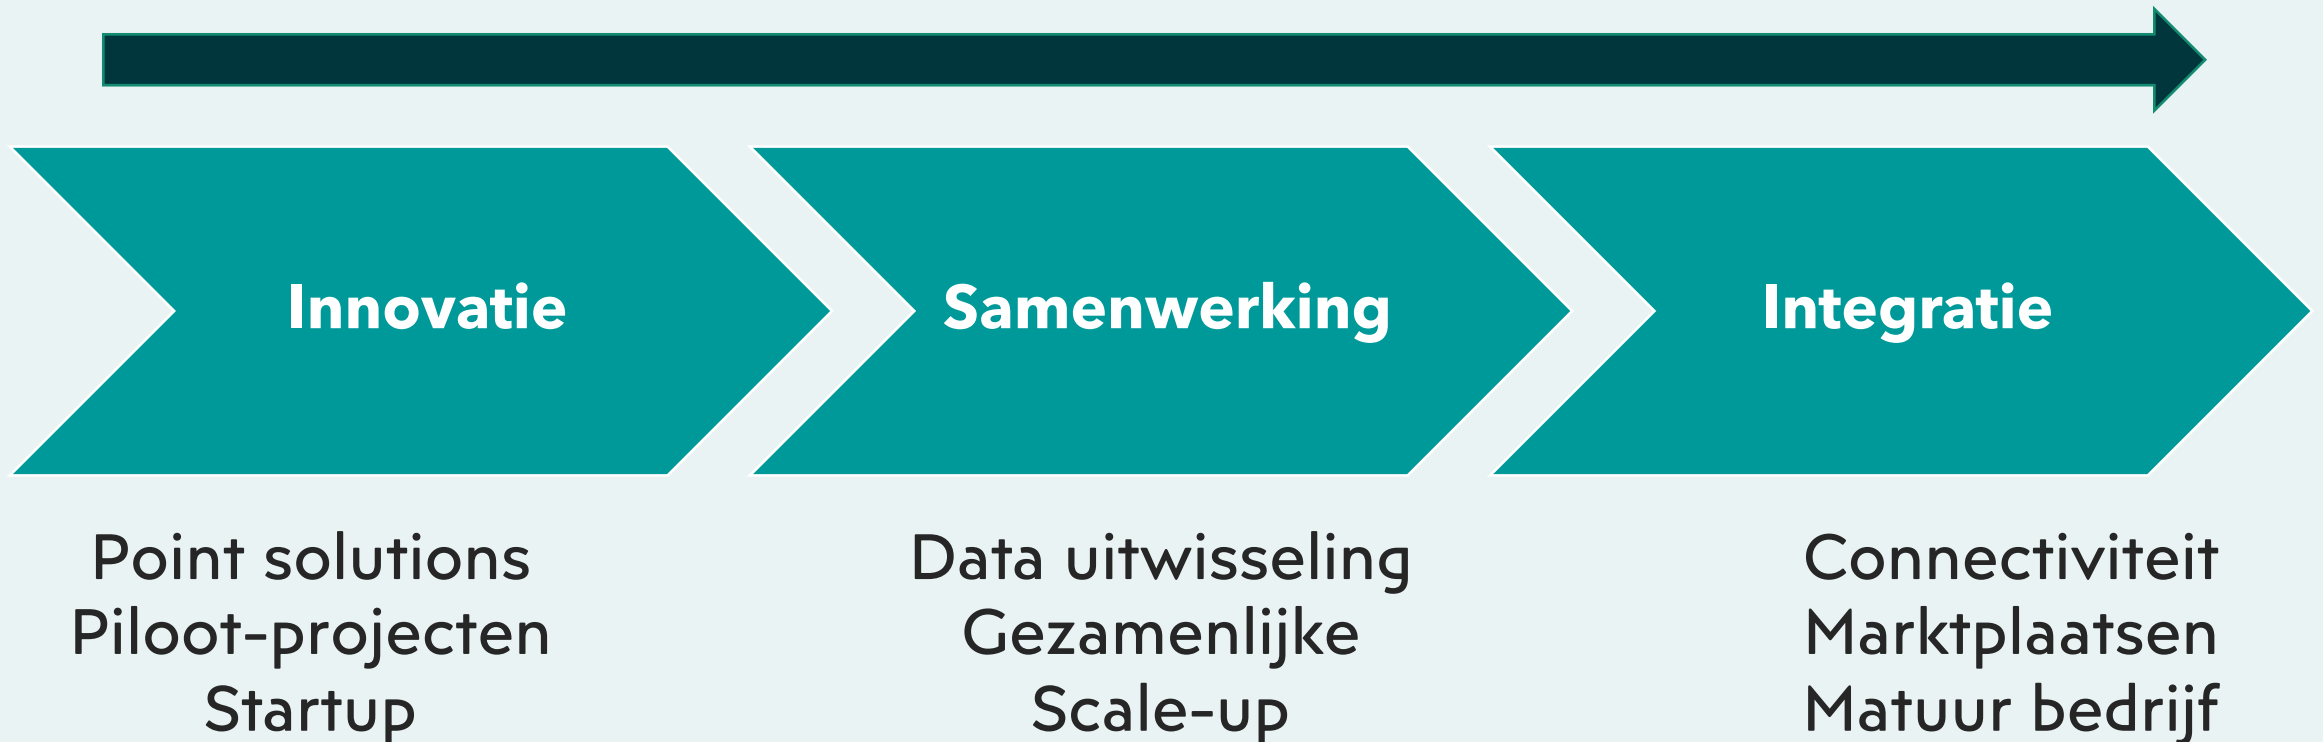 Innovatie
Samenwerking
Integratie
Point solutions
Piloot-projecten
Startup
Data uitwisseling
Gezamenlijke
Scale-up
Connectiviteit
Marktplaatsen
Matuur bedrijf